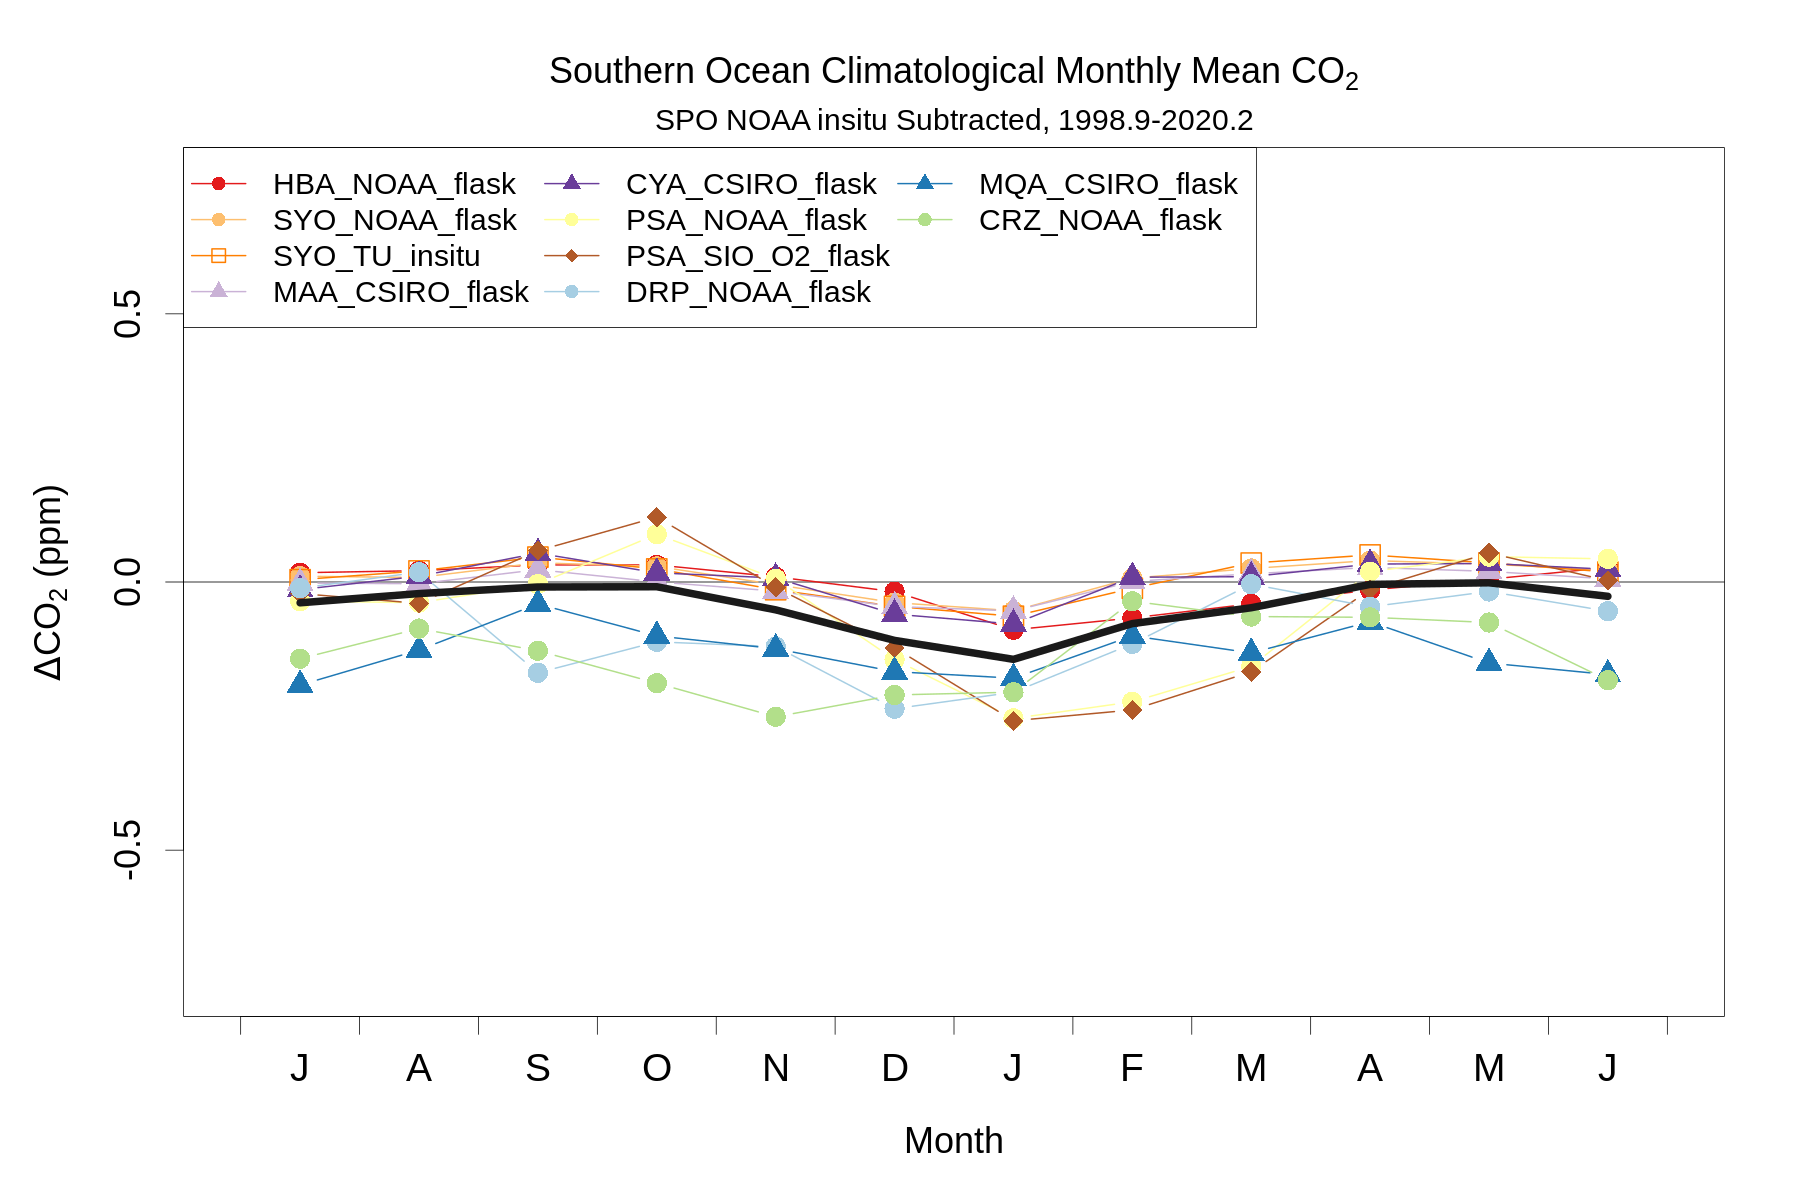 Southern Ocean Climatological Monthly Mean CO₂
SPO NOAA insitu Subtracted, 1998.9-2020.2
HBA_NOAA_flask CYA_CSIRO_flask MQA_CSIRO_flask
SYO_NOAA_flask PSA_NOAA_flask CRZ_NOAA_flask
SYO_TU_insitu PSA_SIO_O2_flask
MAA_CSIRO_flask DRP_NOAA_flask
0.5
0.0
-0.5
ΔCO₂ (ppm)
J A S O N D J F M A M J
Month